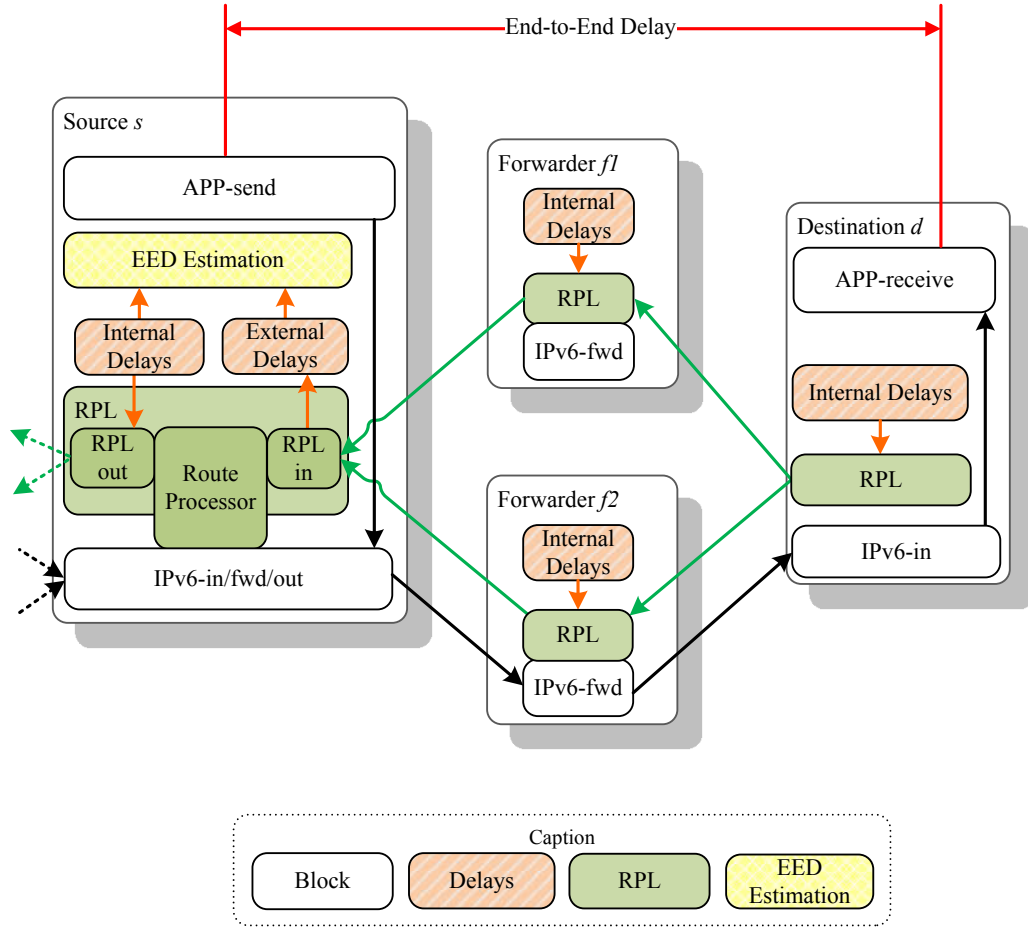 End-to-End Delay
Source s
APP-send
EED Estimation
Internal
Delays
External
Delays
RPL
RPL
out
Route
Processor
RPL
in
IPv6-in/fwd/out
Forwarder f1
Internal
Delays
RPL
IPv6-fwd
Forwarder f2
Internal
Delays
RPL
IPv6-fwd
Destination d
APP-receive
Internal Delays
RPL
IPv6-in
Caption
Block
Delays
RPL
EED
Estimation